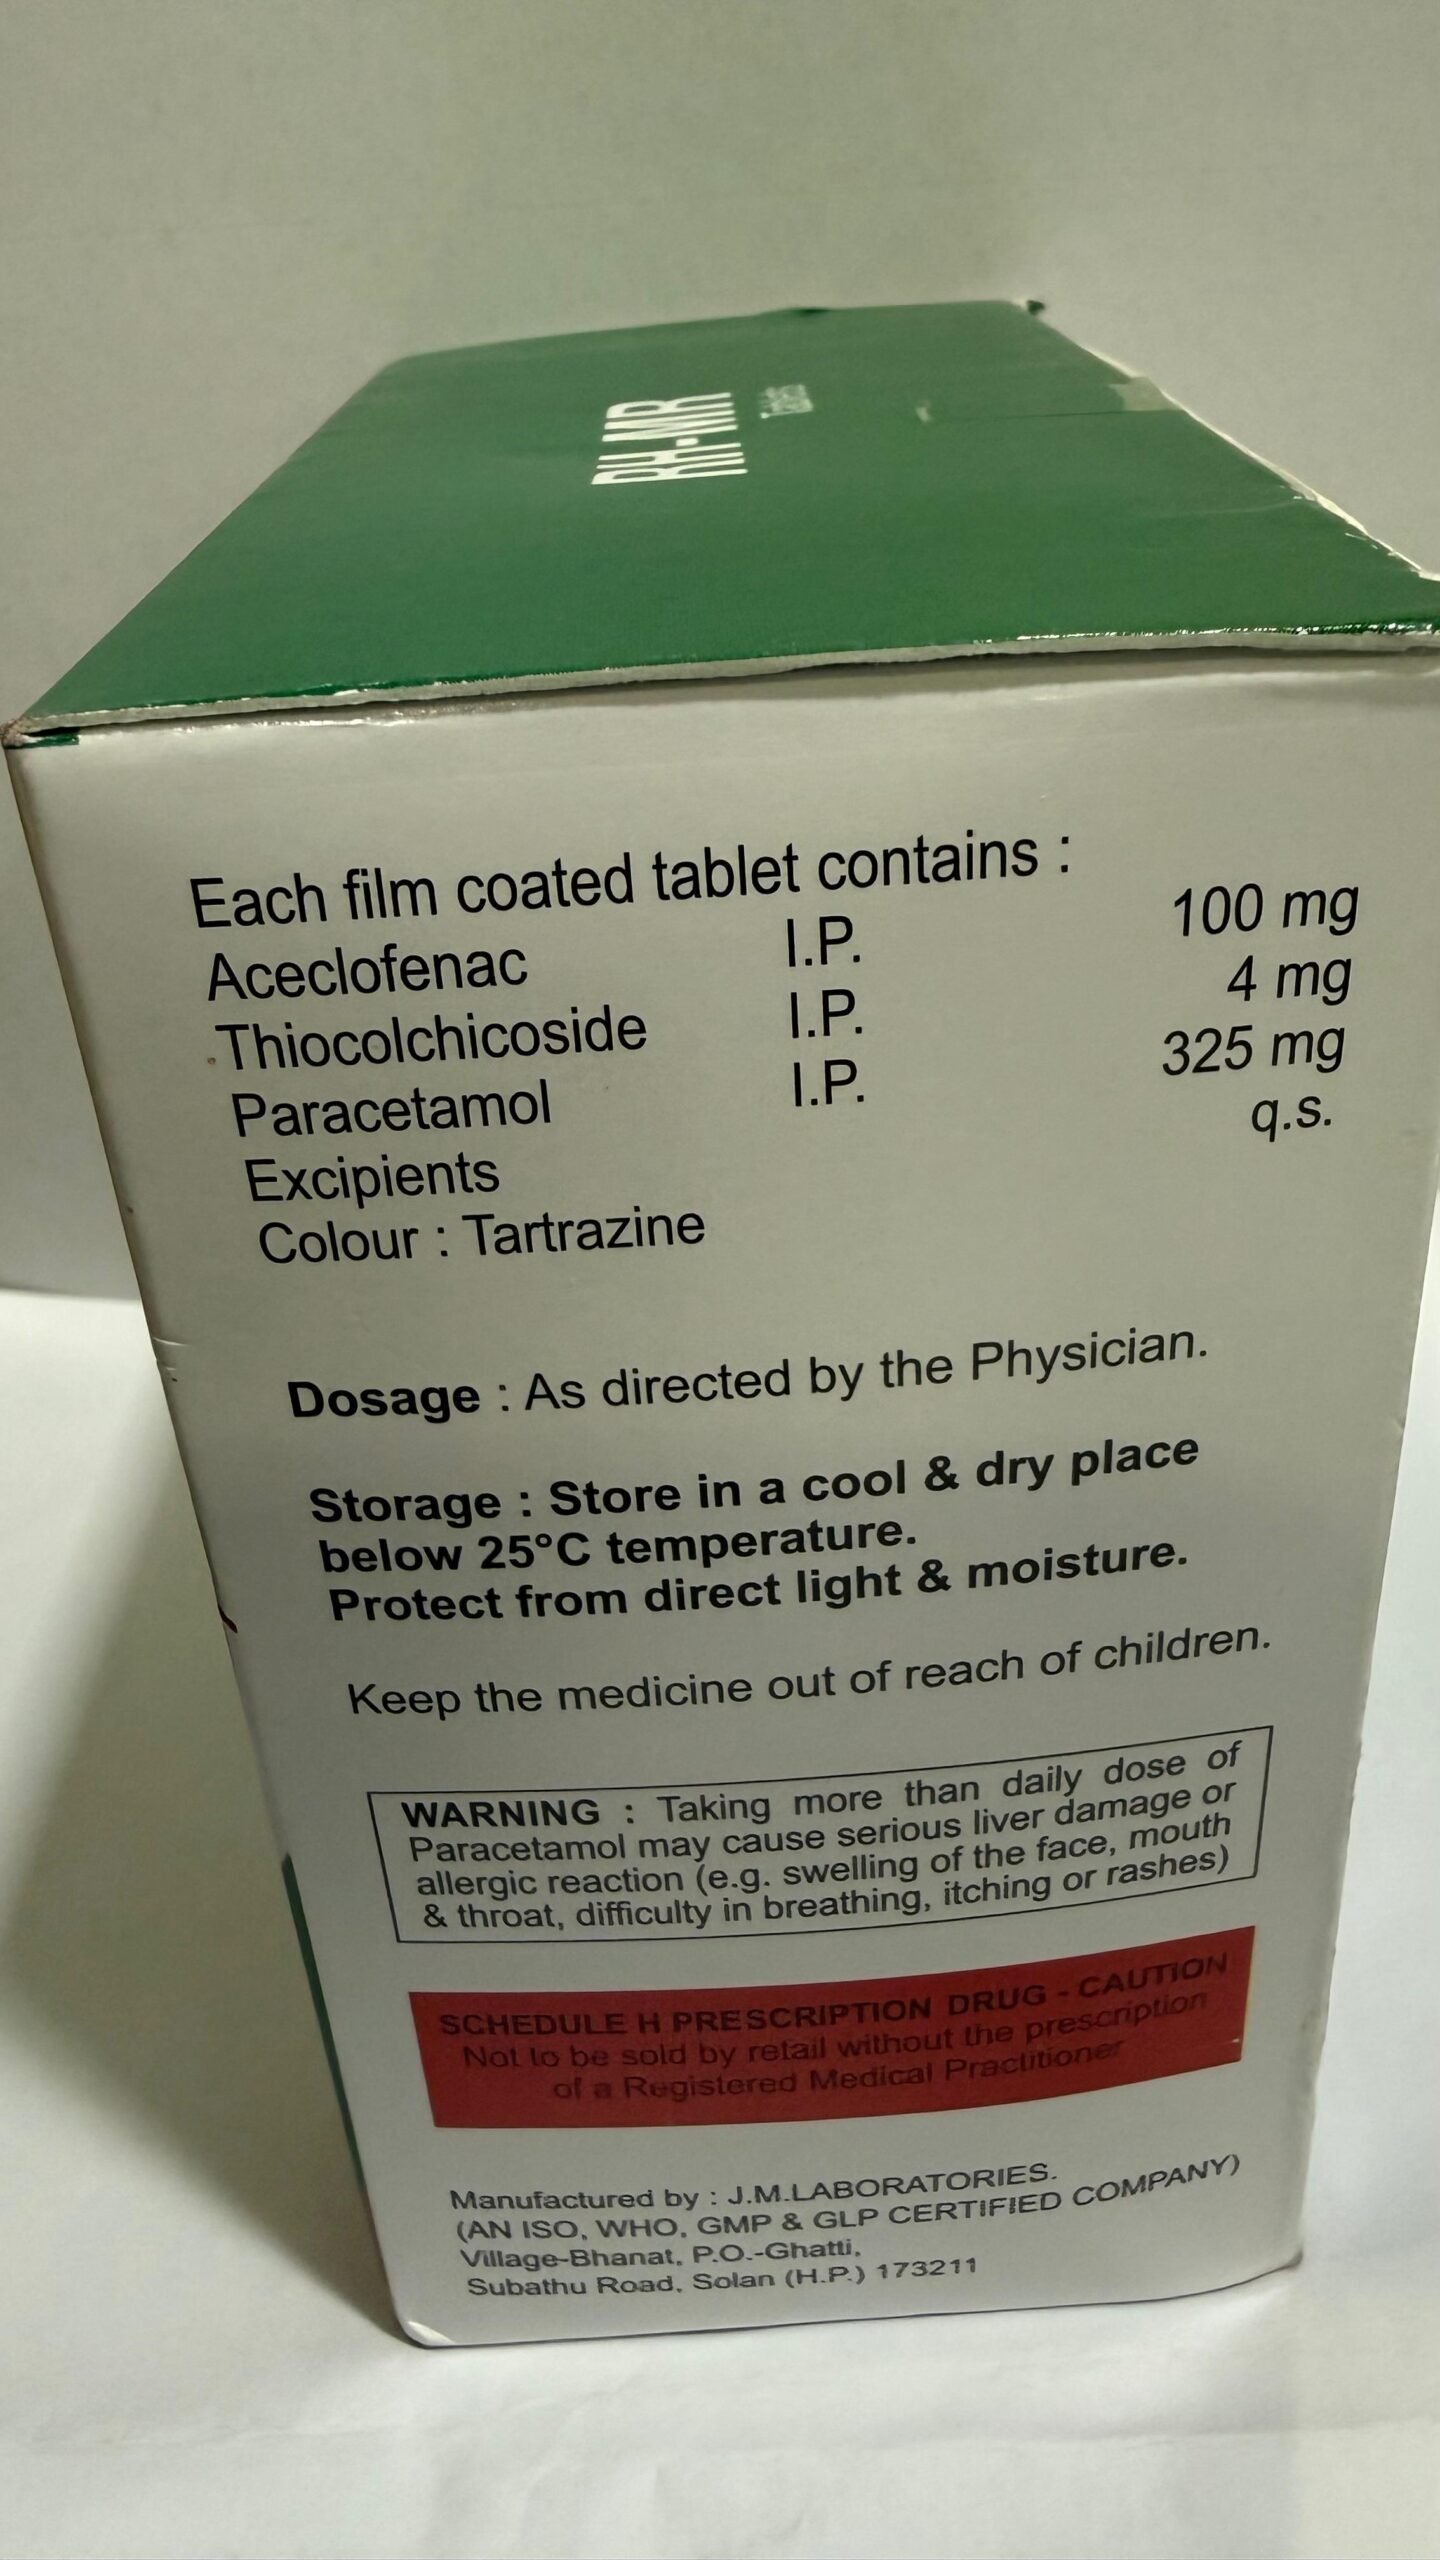 RH-MR
Tablets
Each film coated tablet contains :
Aceclofenac I.P. 100 mg
Thiocolchicoside I.P. 4 mg
Paracetamol I.P. 325 mg
Excipients q.s.
Colour : Tartrazine
Dosage : As directed by the Physician.
Storage : Store in a cool & dry place
below 25°C temperature.
Protect from direct light & moisture.
Keep the medicine out of reach of children.
WARNING : Taking more than daily dose of
Paracetamol may cause serious liver damage or
allergic reaction (e.g. swelling of the face, mouth
& throat, difficulty in breathing, itching or rashes)
SCHEDULE H PRESCRIPTION DRUG - CAUTION
Not to be sold by retail without the prescription
of a Registered Medical Practitioner
Manufactured by : J.M.LABORATORIES.
(AN ISO, WHO, GMP & GLP CERTIFIED COMPANY)
Village-Bhanat, P.O.-Ghatti,
Subathu Road, Solan (H.P.) 173211